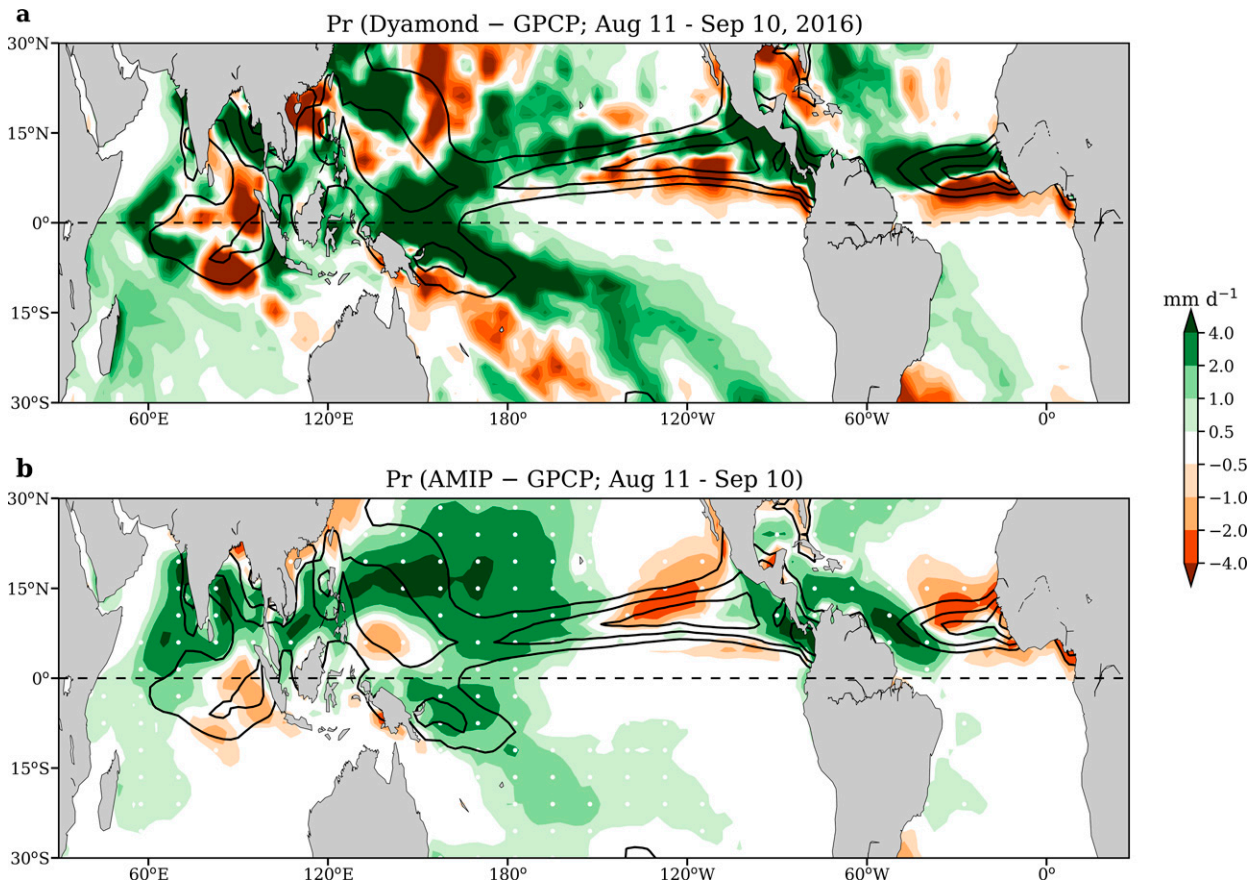 a
Pr (Dyamond − GPCP; Aug 11 - Sep 10, 2016)
30°N
15°N
0°
15°S
30°S
60°E 120°E 180° 120°W 60°W 0°
mm d⁻¹
4.0
2.0
1.0
0.5
−0.5
−1.0
−2.0
−4.0
b
Pr (AMIP − GPCP; Aug 11 - Sep 10)
30°N
15°N
0°
15°S
30°S
60°E 120°E 180° 120°W 60°W 0°